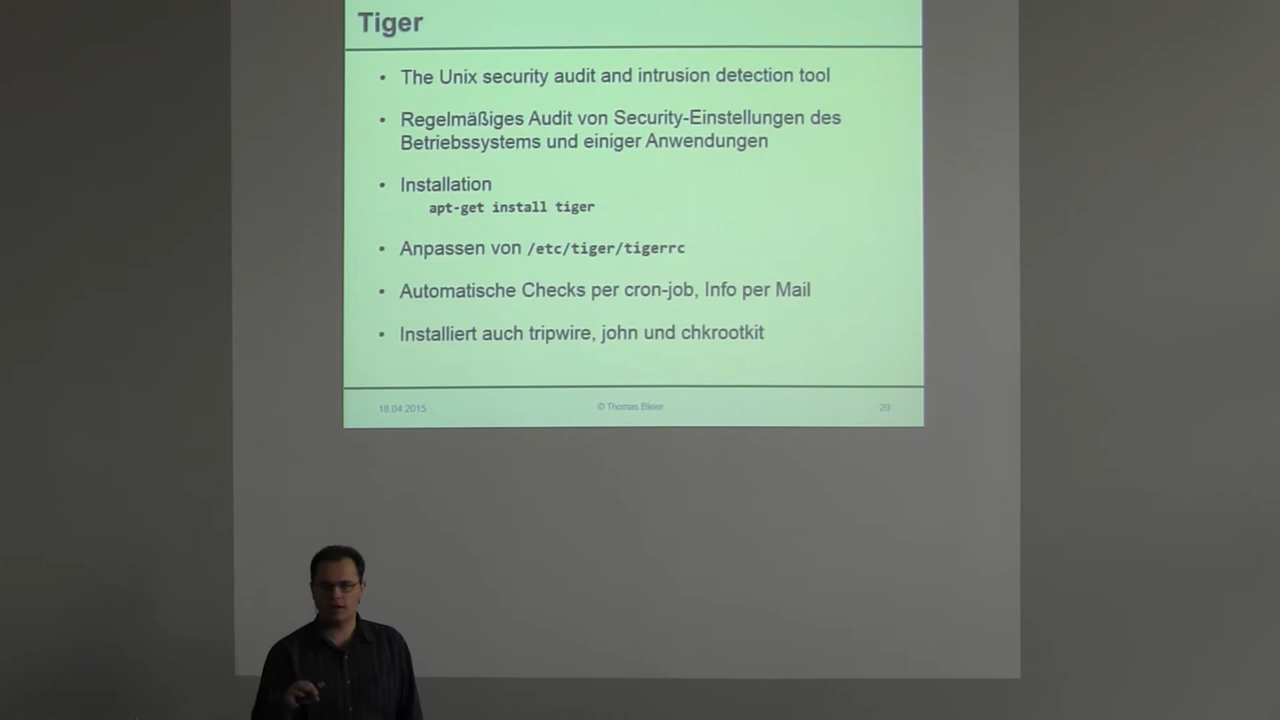 Tiger
• The Unix security audit and intrusion detection tool
• Regelmäßiges Audit von Security-Einstellungen des
Betriebssystems und einiger Anwendungen
• Installation
apt-get install tiger
• Anpassen von /etc/tiger/tigerrc
• Automatische Checks per cron-job, Info per Mail
• Installiert auch tripwire, john und chkrootkit
18.04.2015 © Thomas Bleier 29